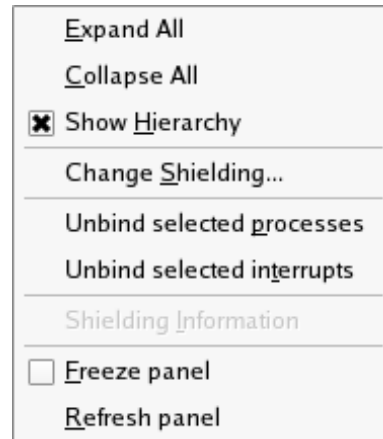 Expand All
Collapse All
Show Hierarchy
Change Shielding...
Unbind selected processes
Unbind selected interrupts
Shielding Information
Freeze panel
Refresh panel